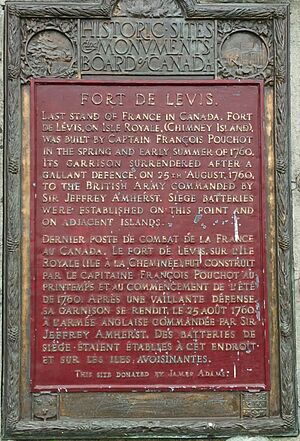 HISTORIC SITES
AND MONUMENTS
BOARD OF CANADA
FORT DE LÉVIS.
LAST STAND OF FRANCE IN CANADA. FORT
DE LÉVIS, ON ISLE ROYALE, (CHIMNEY ISLAND),
WAS BUILT BY CAPTAIN FRANÇOIS POUCHOT
IN THE SPRING AND EARLY SUMMER OF 1760.
ITS GARRISON SURRENDERED AFTER A
GALLANT DEFENCE, ON 25TH AUGUST, 1760,
TO THE BRITISH ARMY COMMANDED BY
SIR JEFFREY AMHERST. SIEGE BATTERIES
WERE ESTABLISHED ON THIS POINT AND
ON ADJACENT ISLANDS.
DERNIER POSTE DE COMBAT DE LA FRANCE
AU CANADA. LE FORT DE LÉVIS, SUR L'ÎLE
ROYALE (ÎLE À LA CHEMINÉE), FUT CONSTRUIT
PAR LE CAPITAINE FRANÇOIS POUCHOT AU
PRINTEMPS ET AU COMMENCEMENT DE L'ÉTÉ
DE 1760. APRÈS UNE VAILLANTE DÉFENSE,
SA GARNISON SE RENDIT, LE 25 AOÛT 1760
À L'ARMÉE ANGLAISE COMMANDÉE PAR SIR
JEFFREY AMHERST. DES BATTERIES DE
SIÈGE ÉTAIENT ÉTABLIES À CET ENDROIT
ET SUR LES ILES AVOISINANTES.
THIS SITE DONATED BY JAMES ADAMS.